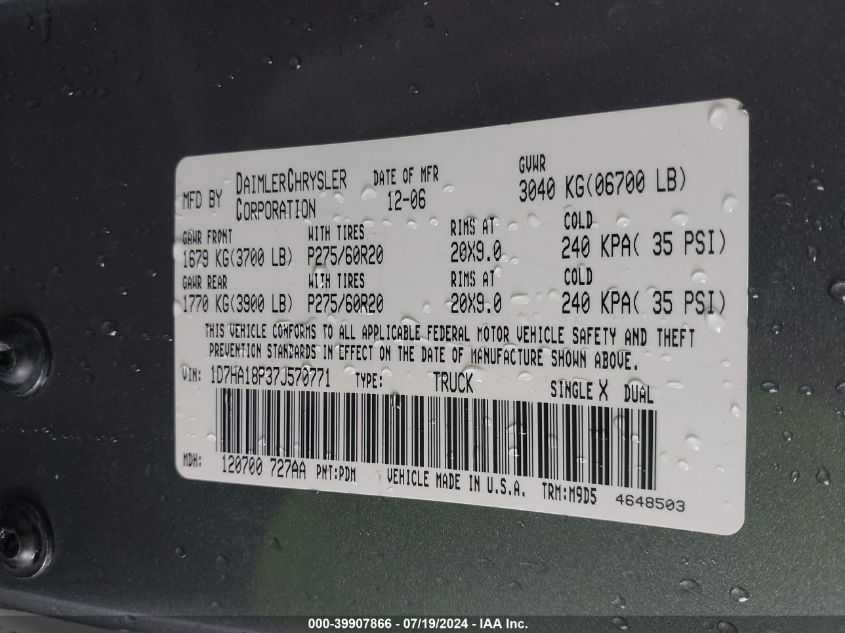 MFD BY DAIMLERCHRYSLER CORPORATION
DATE OF MFR 12-06
GVWR 3040 KG(06700 LB)
GAWR FRONT WITH TIRES RIMS AT COLD
1679 KG(3700 LB) P275/60R20 20X9.0 240 KPA( 35 PSI)
GAWR REAR WITH TIRES RIMS AT COLD
1770 KG(3900 LB) P275/60R20 20X9.0 240 KPA( 35 PSI)
THIS VEHICLE CONFORMS TO ALL APPLICABLE FEDERAL MOTOR VEHICLE SAFETY AND THEFT
PREVENTION STANDARDS IN EFFECT ON THE DATE OF MANUFACTURE SHOWN ABOVE.
VIN: 1D7HA18P37J570771 TYPE: TRUCK SINGLE X DUAL
MDH: 120700 727AA PNT:PDM VEHICLE MADE IN U.S.A. TRM:M9D5 4648503
000-39907866 - 07/19/2024 - IAA Inc.